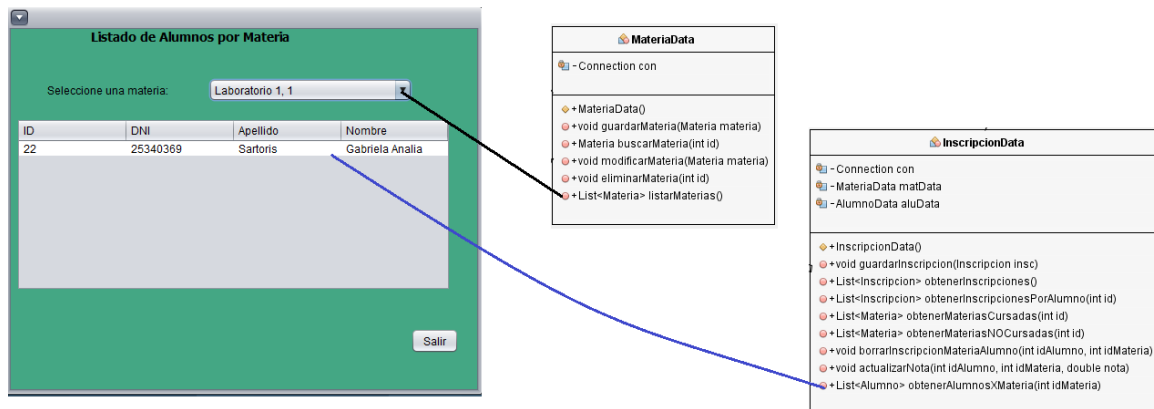 Listado de Alumnos por Materia
Seleccione una materia:
Laboratorio 1, 1
ID DNI Apellido Nombre
22 25340369 Sartoris Gabriela Analia
Salir
MateriaData
- Connection con
+MateriaData()
+void guardarMateria(Materia materia)
+Materia buscarMateria(int id)
+void modificarMateria(Materia materia)
+void eliminarMateria(int id)
+List<Materia> listarMaterias()
InscripcionData
- Connection con
- MateriaData matData
- AlumnoData aluData
+InscripcionData()
+void guardarInscripcion(Inscripcion insc)
+List<Inscripcion> obtenerInscripciones()
+List<Inscripcion> obtenerInscripcionesPorAlumno(int id)
+List<Materia> obtenerMateriasCursadas(int id)
+List<Materia> obtenerMateriasNOCursadas(int id)
+void borrarInscripcionMateriaAlumno(int idAlumno, int idMateria)
+void actualizarNota(int idAlumno, int idMateria, double nota)
+List<Alumno> obtenerAlumnosXMateria(int idMateria)